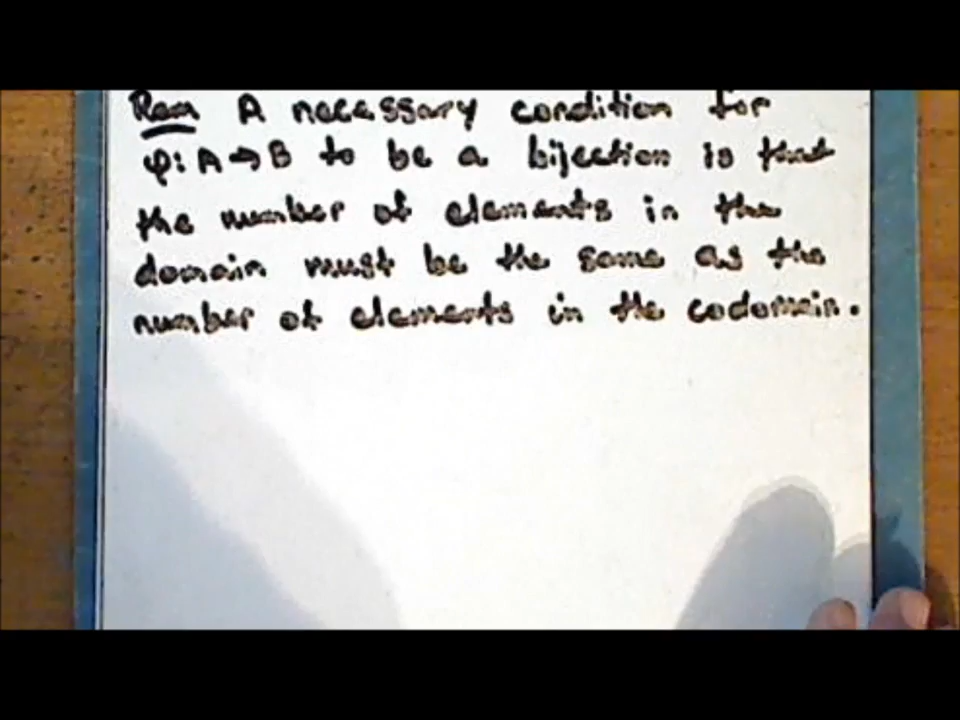 Rem A necessary condition for
φ: A → B to be a bijection is that
the number of elements in the
domain must be the same as the
number of elements in the codomain.